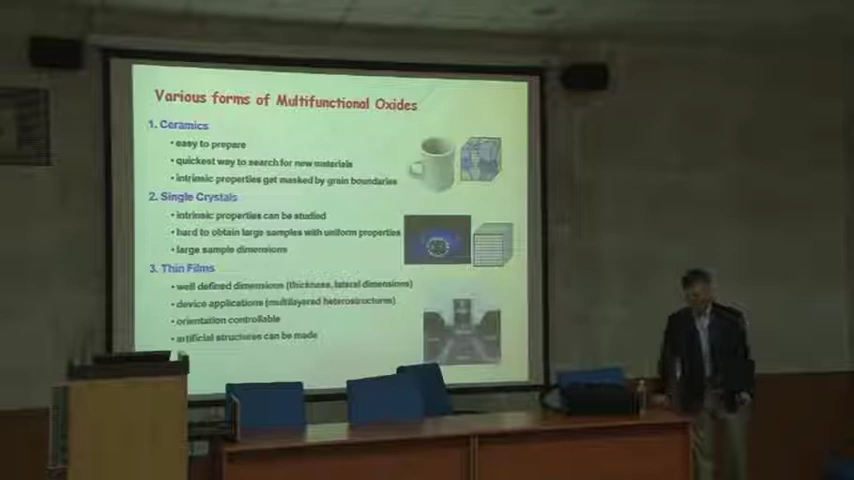 Various forms of Multifunctional Oxides
1. Ceramics
• easy to prepare
• quickest way to search for new materials
• intrinsic properties get masked by grain boundaries
2. Single Crystals
• intrinsic properties can be studied
• hard to obtain large samples with uniform properties
• large sample dimensions
3. Thin Films
• well defined dimensions (thickness, lateral dimensions)
• device applications (multilayered heterostructures)
• orientation controllable
• artificial structures can be made